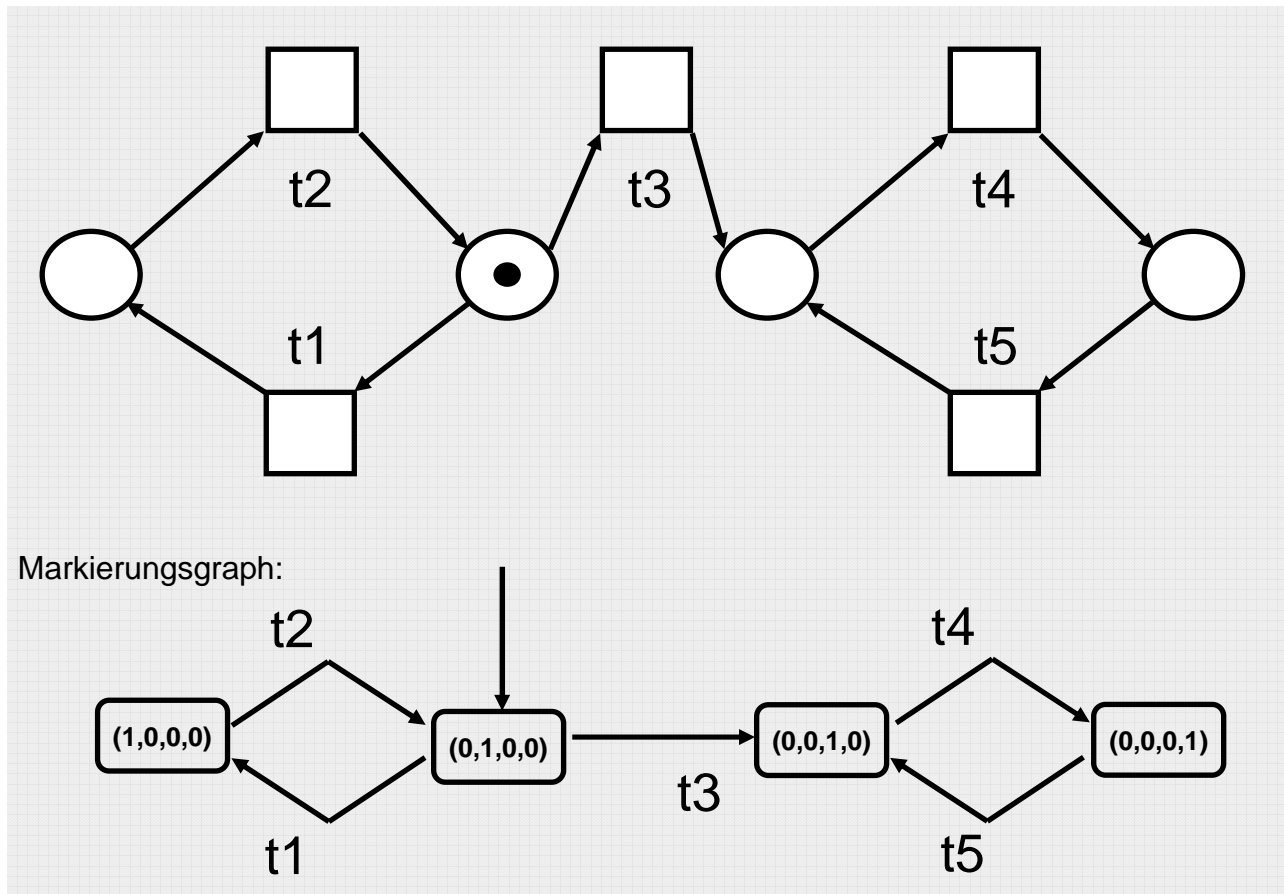 t2
t3
t4
t1
t5
Markierungsgraph:
t2
t4
(1,0,0,0)
(0,1,0,0)
(0,0,1,0)
(0,0,0,1)
t3
t1
t5